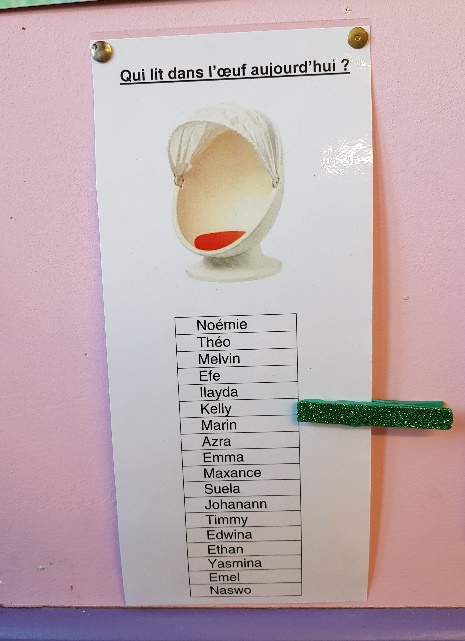 Qui lit dans l'œuf aujourd'hui ?
Noémie
Théo
Melvin
Efe
Ilayda
Kelly
Marin
Azra
Emma
Maxance
Suela
Johanann
Timmy
Edwina
Ethan
Yasmina
Emel
Naswo